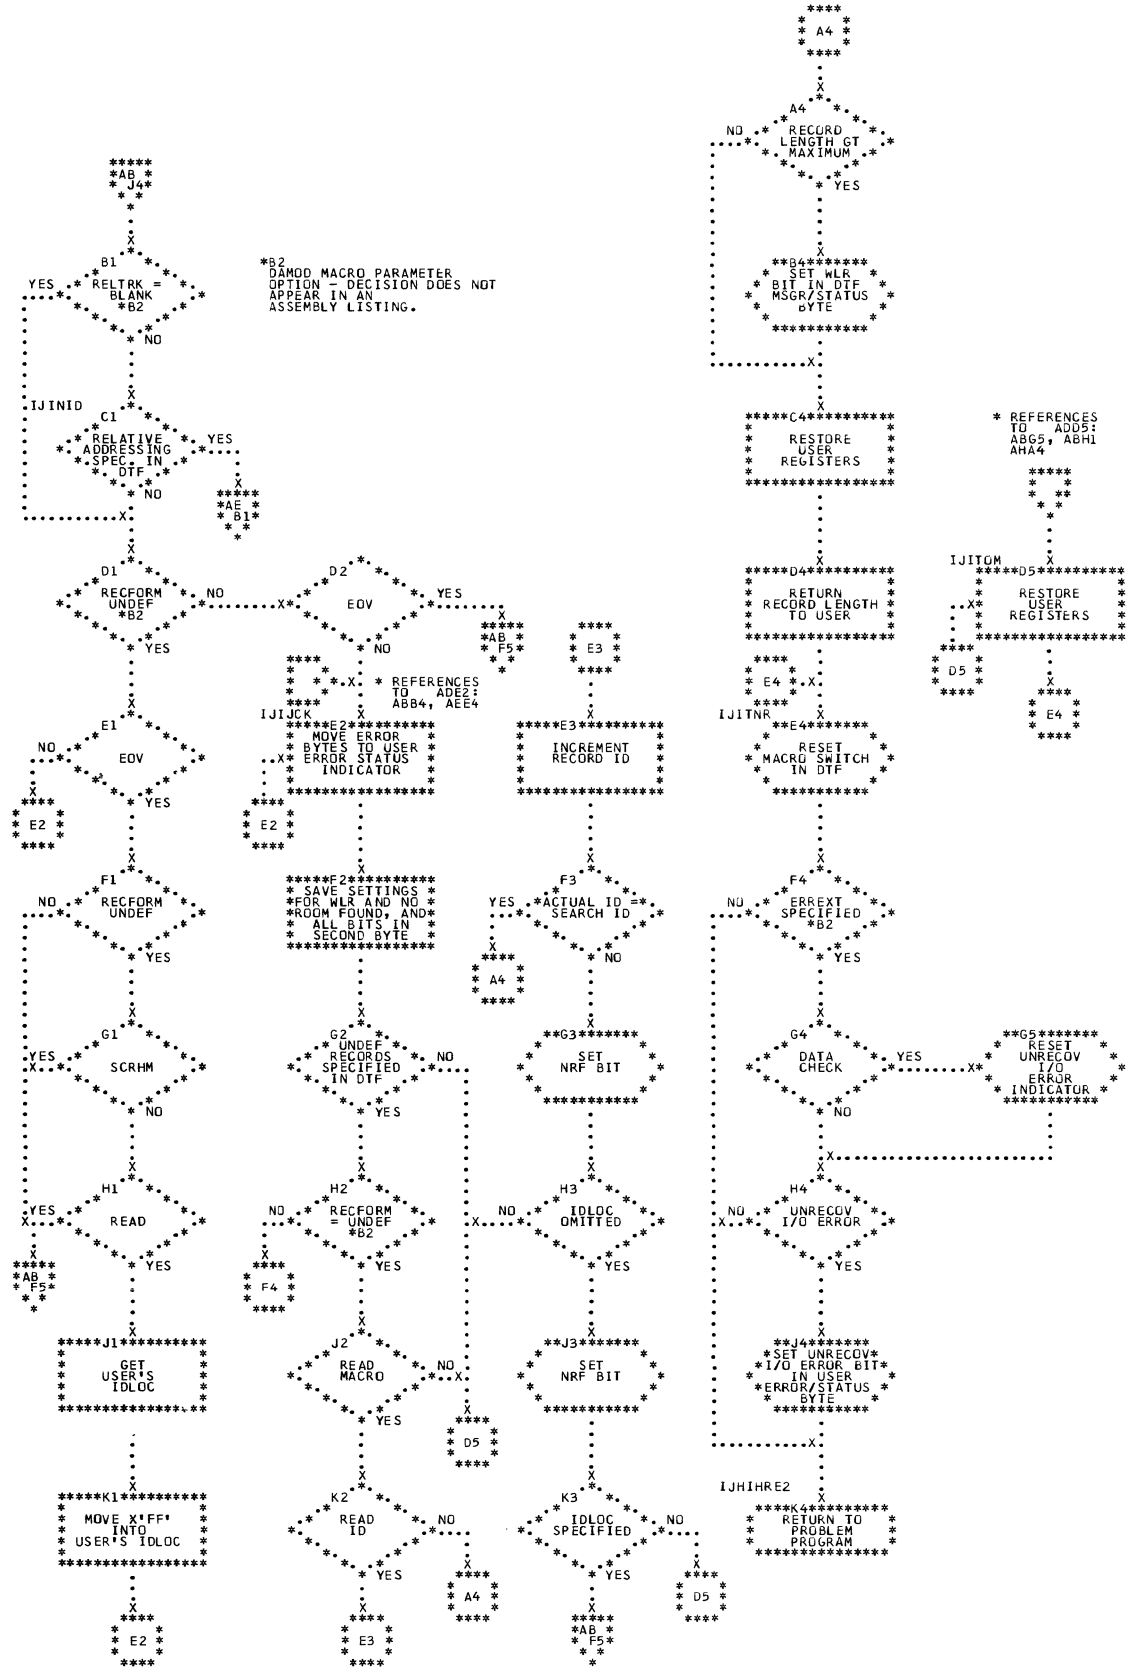 A4
A4
RECORD
LENGTH GT
MAXIMUM
NO
YES
AB
J4
B1
RELTRK =
BLANK
*B2
YES
NO
*B2
DAMOD MACRO PARAMETER
OPTION - DECISION DOES NOT
APPEAR IN AN
ASSEMBLY LISTING.
B4
SET WLR
BIT IN DTF
MSGR/STATUS
BYTE
IJINID
C1
RELATIVE
ADDRESSING
SPEC. IN
DTF
YES
NO
AE
B1
C4
RESTORE
USER
REGISTERS
* REFERENCES
TO ADD5:
ABG5, ABH1
AHA4
D1
RECFORM
UNDEF
*B2
NO
YES
D2
EOV
YES
NO
AB
F5
E3
D4
RETURN
RECORD LENGTH
TO USER
IJITOM
D5
RESTORE
USER
REGISTERS
D5
E4
* REFERENCES
TO ADE2:
ABB4, AEE4
E4
E1
EOV
NO
YES
E2
IJIJCK
E2
MOVE ERROR
BYTES TO USER
ERROR STATUS
INDICATOR
E2
E3
INCREMENT
RECORD ID
IJITNR
E4
RESET
MACRO SWITCH
IN DTF
F1
RECFORM
UNDEF
NO
YES
F2
SAVE SETTINGS
FOR WLR AND NO
ROOM FOUND, AND
ALL BITS IN
SECOND BYTE
F3
ACTUAL ID =
SEARCH ID
YES
NO
A4
F4
ERREXT
SPECIFIED
*B2
NO
YES
G1
SCRHM
YES
NO
G2
UNDEF
RECORDS
SPECIFIED
IN DTF
NO
YES
G3
SET
NRF BIT
G4
DATA
CHECK
YES
NO
G5
RESET
UNRECOV
I/O
ERROR
INDICATOR
H1
READ
YES
YES
AB
F5
H2
RECFORM
= UNDEF
*B2
NO
YES
F4
H3
IDLOC
OMITTED
NO
YES
H4
UNRECOV
I/O ERROR
NO
YES
J1
GET
USER'S
IDLOC
J2
READ
MACRO
NO
YES
D5
J3
SET
NRF BIT
J4
SET UNRECOV
I/O ERROR BIT
IN USER
ERROR/STATUS
BYTE
K1
MOVE X'FF'
INTO
USER'S IDLOC
E2
K2
READ
ID
NO
YES
A4
E3
K3
IDLOC
SPECIFIED
NO
YES
D5
AB
F5
IJHIHRE2
K4
RETURN TO
PROBLEM
PROGRAM